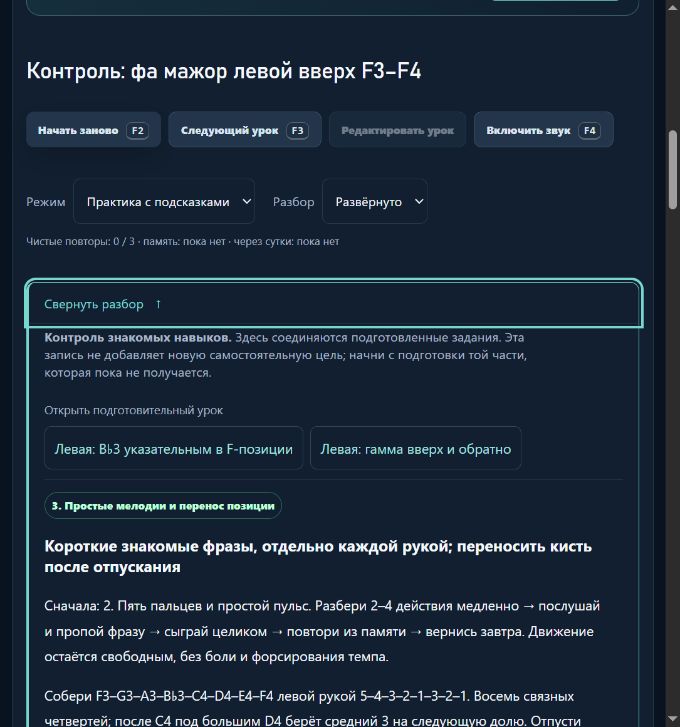 Контроль: фа мажор левой вверх F3–F4
Начать заново F2 Следующий урок F3 Редактировать урок Включить звук F4
Режим Практика с подсказками Разбор Развёрнуто
Чистые повторы: 0 / 3 · память: пока нет · через сутки: пока нет
Свернуть разбор ↑
Контроль знакомых навыков. Здесь соединяются подготовленные задания. Эта
запись не добавляет новую самостоятельную цель; начни с подготовки той части,
которая пока не получается.
Открыть подготовительный урок
Левая: B♭3 указательным в F-позиции Левая: гамма вверх и обратно
3. Простые мелодии и перенос позиции
Короткие знакомые фразы, отдельно каждой рукой; переносить кисть
после отпускания
Сначала: 2. Пять пальцев и простой пульс. Разбери 2–4 действия медленно → послушай
и пропой фразу → сыграй целиком → повтори из памяти → вернись завтра. Движение
остаётся свободным, без боли и форсирования темпа.
Собери F3–G3–A3–B♭3–C4–D4–E4–F4 левой рукой 5–4–3–2–1–3–2–1. Восемь связных
четвертей; после C4 под большим D4 берёт средний 3 на следующую долю. Отпусти